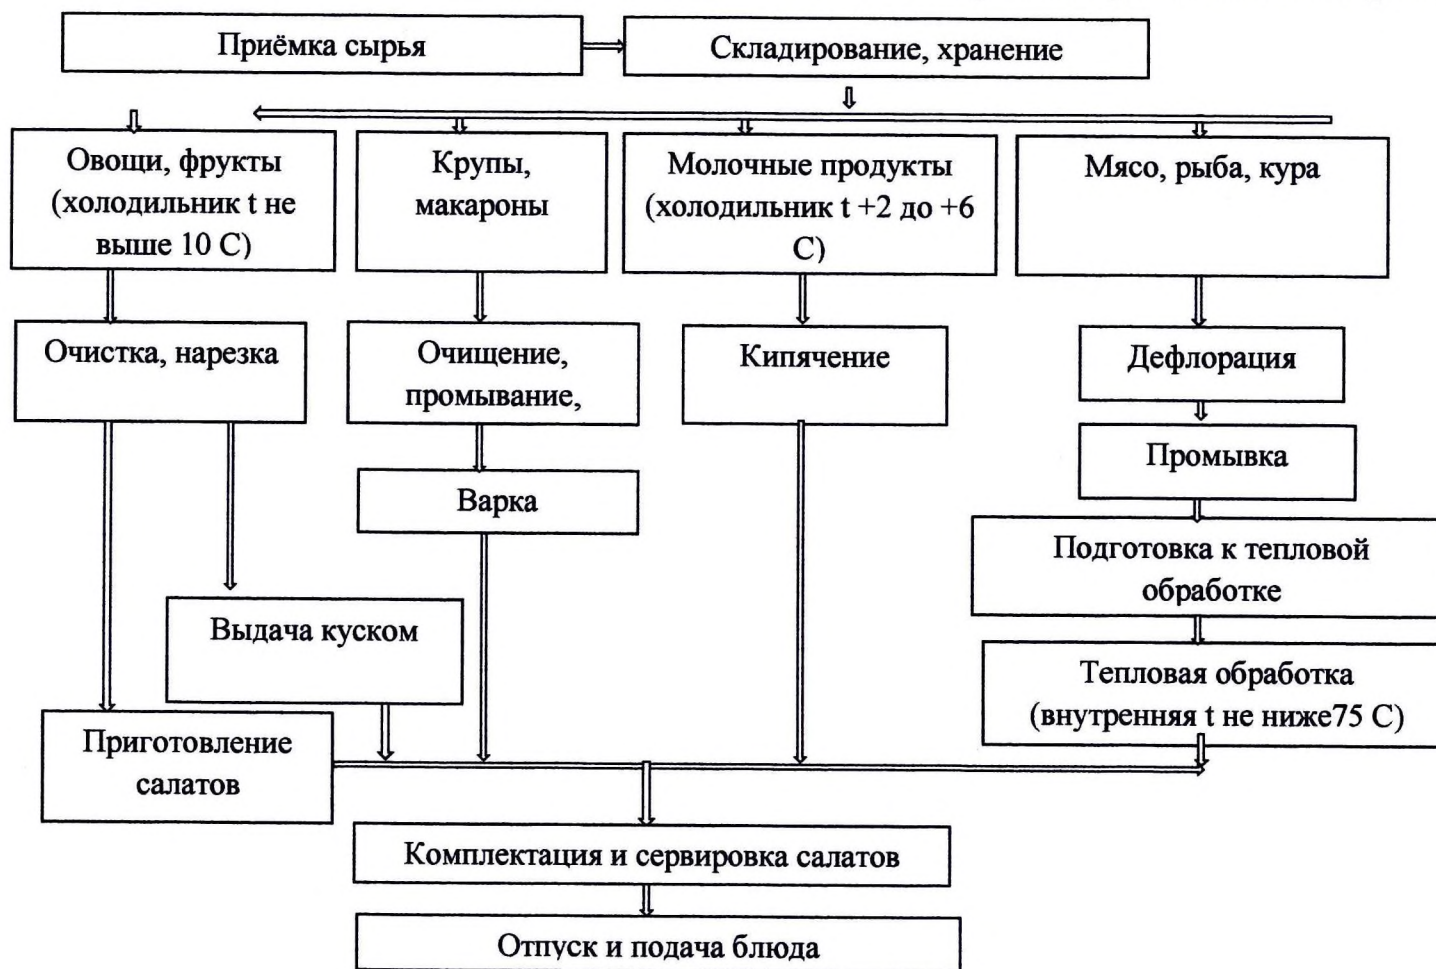 Приёмка сырья
Складирование, хранение
Овощи, фрукты
(холодильник t не
выше 10 С)
Крупы,
макароны
Молочные продукты
(холодильник t +2 до +6
С)
Мясо, рыба, кура
Очистка, нарезка
Очищение,
промывание,
Кипячение
Дефлорация
Промывка
Варка
Подготовка к тепловой
обработке
Выдача куском
Тепловая обработка
(внутренняя t не ниже75 С)
Приготовление
салатов
Комплектация и сервировка салатов
Отпуск и подача блюда